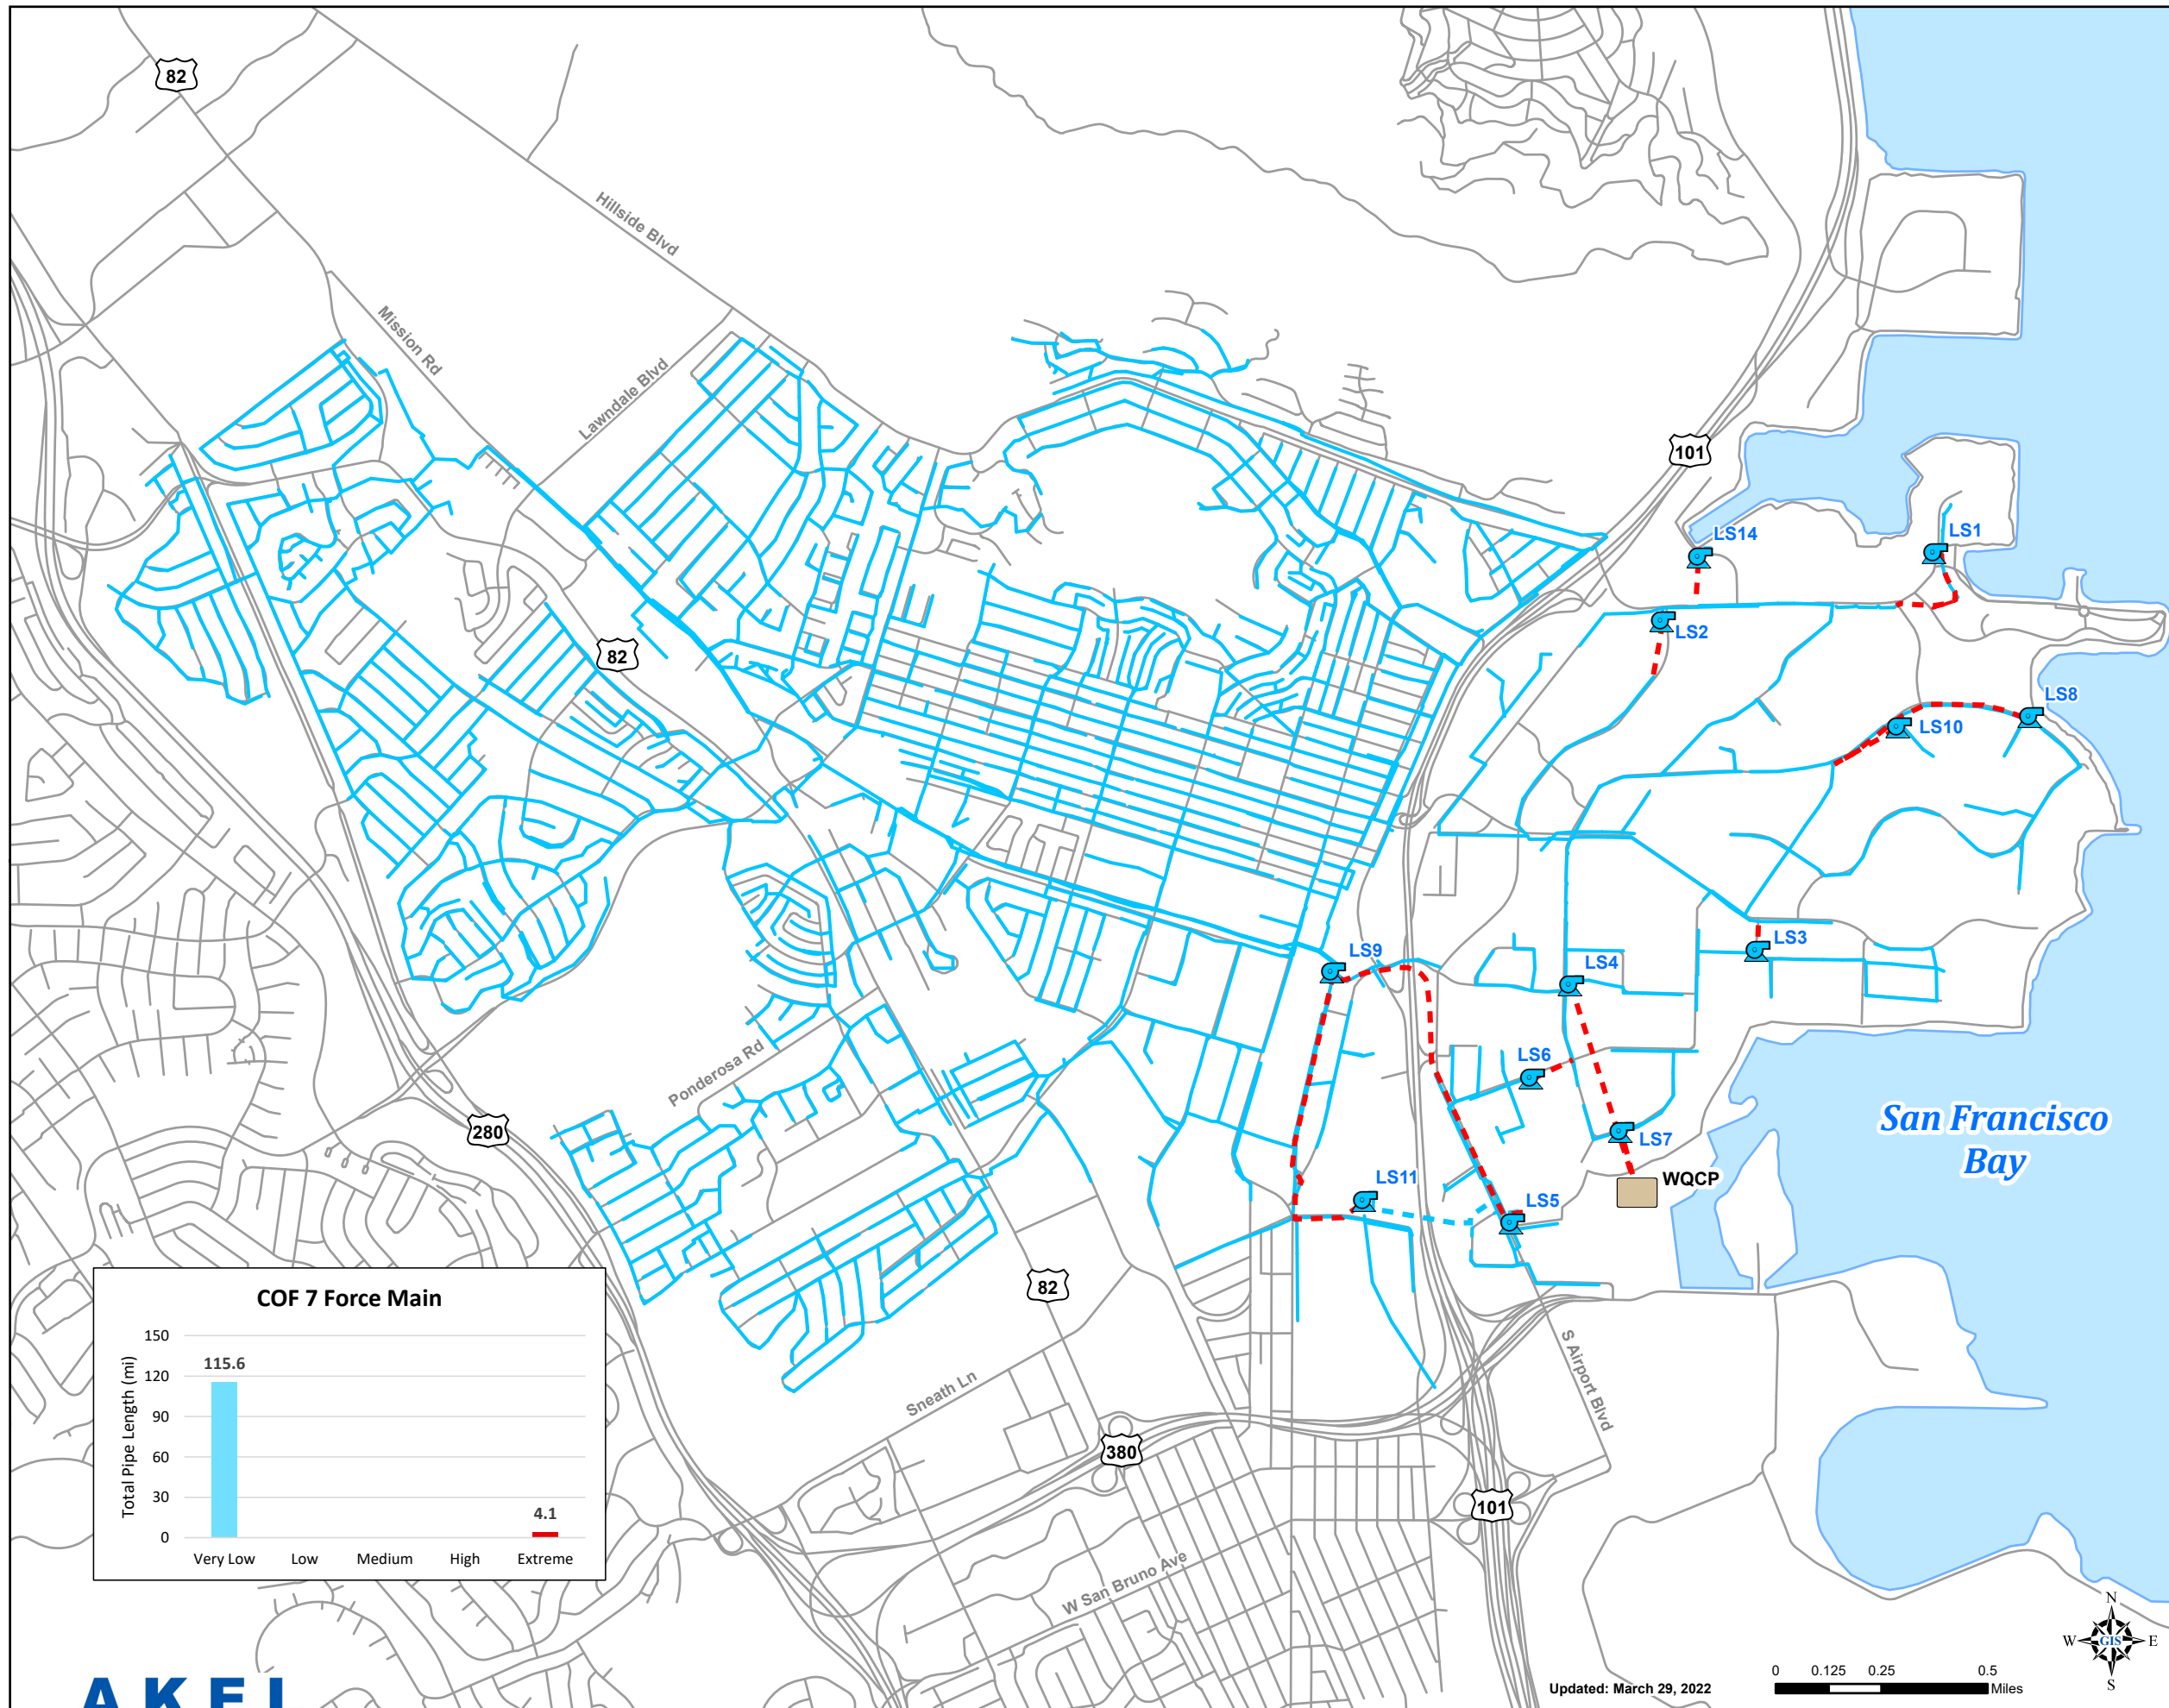 82
Hillside Blvd
Mission Rd
Lawndale Blvd
101
LS14
LS1
LS2
82
LS8
LS10
LS9
LS4
LS3
LS6
Ponderosa Rd
280
LS7
San Francisco
Bay
WQCP
LS11
LS5
82
COF 7 Force Main
Total Pipe Length (mi)
150
120
90
60
30
0
115.6
4.1
Very Low Low Medium High Extreme
S Airport Blvd
Sneath Ln
380
101
W San Bruno Ave
N
W GIS E
S
0 0.125 0.25 0.5
Miles
Updated: March 29, 2022
AKEL